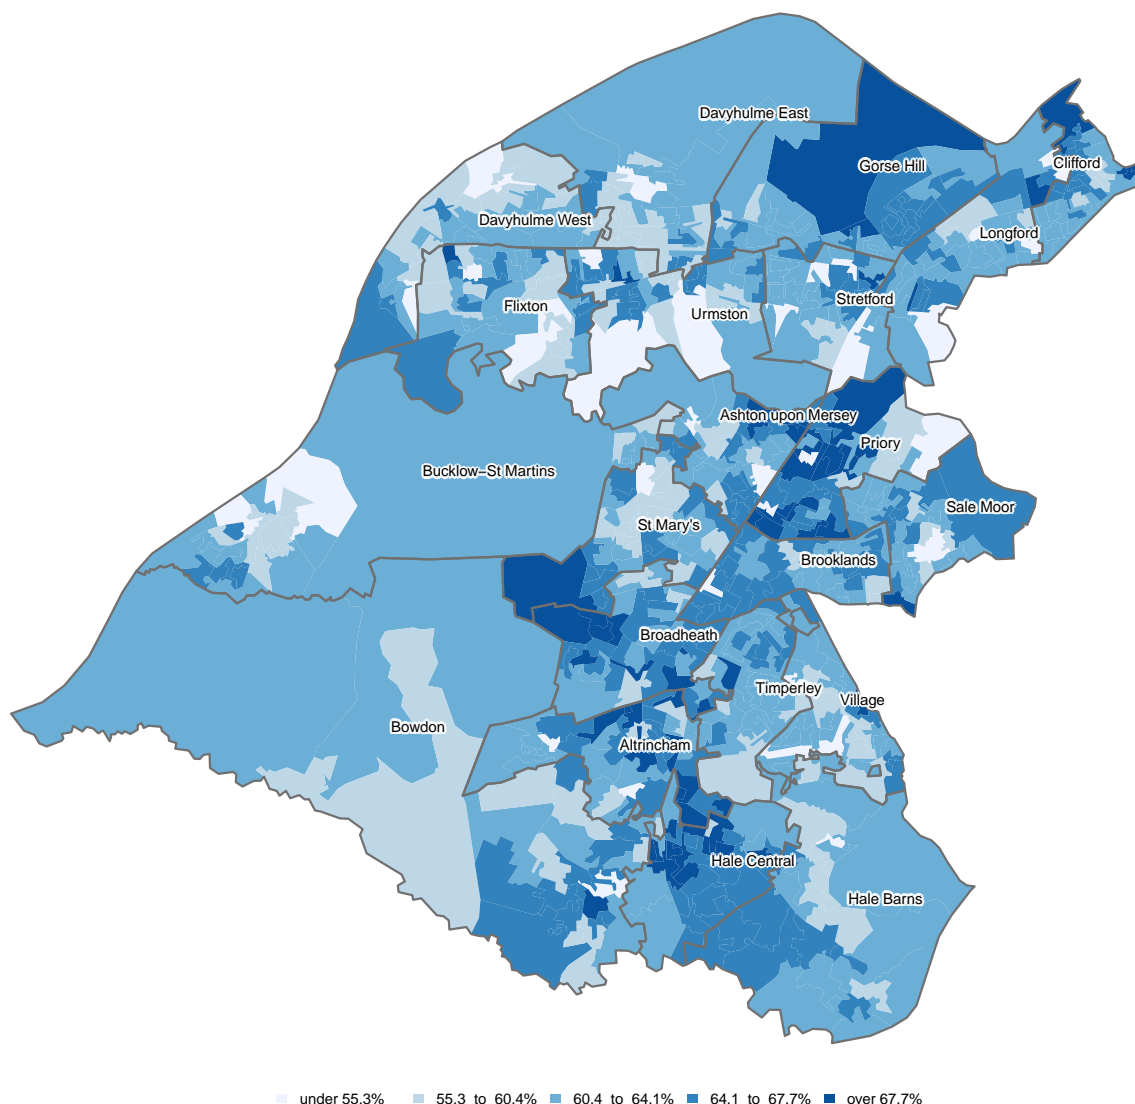 Davyhulme East
Gorse Hill
Clifford
Davyhulme West
Longford
Flixton
Urmston
Stretford
Ashton upon Mersey
Priory
Bucklow−St Martins
Sale Moor
St Mary's
Brooklands
Broadheath
Timperley
Village
Bowdon
Altrincham
Hale Central
Hale Barns
under 55.3% 55.3 to 60.4% 60.4 to 64.1% 64.1 to 67.7% over 67.7%